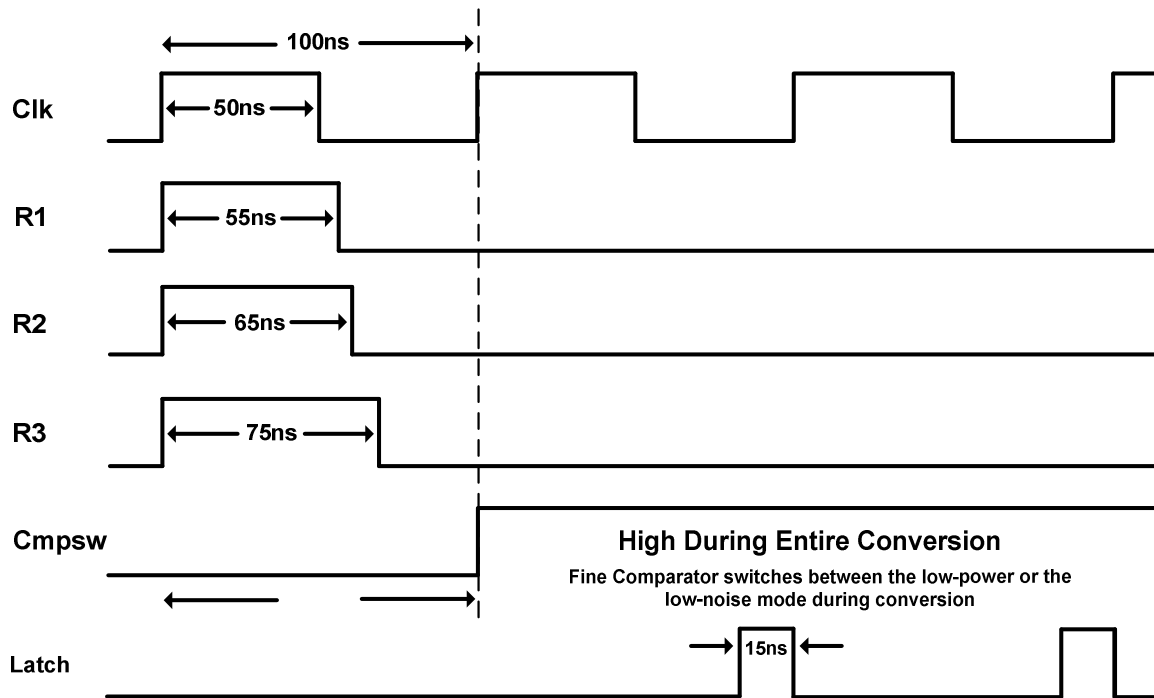 100ns
Clk
50ns
R1
55ns
R2
65ns
R3
75ns
Cmpsw
High During Entire Conversion
Fine Comparator switches between the low-power or the
low-noise mode during conversion
Latch
15ns